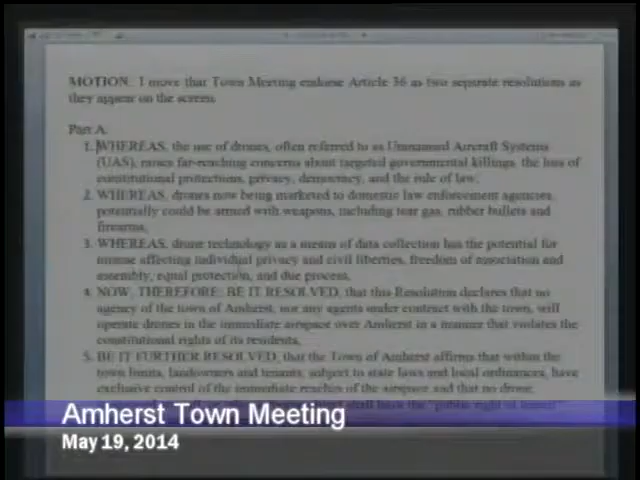 MOTION: I move that Town Meeting endorse Article 36 as two separate resolutions as
they appear on the screen.
Part A.
1. WHEREAS, the use of drones, often referred to as Unmanned Aircraft Systems
(UAS), raises far-reaching concerns about targeted governmental killings, the loss of
constitutional protections, privacy, democracy, and the role of law.
2. WHEREAS, drones now being marketed to domestic law enforcement agencies,
potentially could be armed with weapons, including tear gas, rubber bullets and
firearms,
3. WHEREAS, drone technology as a means of data collection has the potential for
misuse affecting individual privacy and civil liberties, freedom of association and
assembly, equal protection, and due process,
4. NOW, THEREFORE, BE IT RESOLVED, that this Resolution declares that no
agency of the town of Amherst, nor any agents under contract with the town, will
operate drones in the immediate airspace over Amherst in a manner that violates the
constitutional rights of its residents.
5. BE IT FURTHER RESOLVED, that the Town of Amherst affirms that within the
town limits, landowners and tenants, subject to state laws and local ordinances, have
exclusive control of the immediate reaches of the airspace and that no drone
shall have the "public right of transit"
Amherst Town Meeting
May 19, 2014